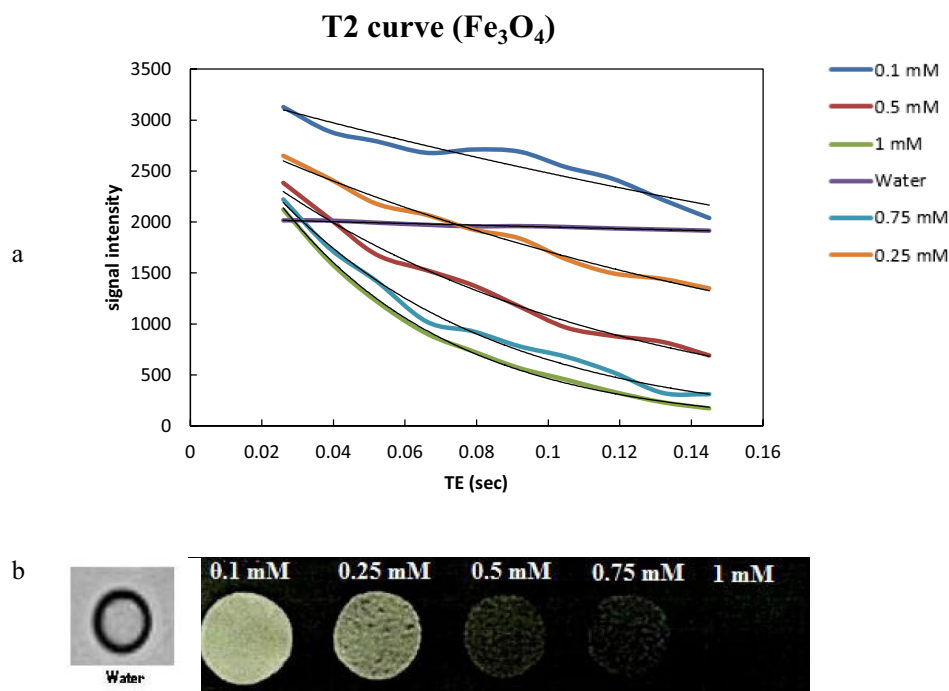 T2 curve (Fe₃O₄)
a
signal intensity
3500
3000
2500
2000
1500
1000
500
0
0 0.02 0.04 0.06 0.08 0.1 0.12 0.14 0.16
TE (sec)
0.1 mM
0.5 mM
1 mM
Water
0.75 mM
0.25 mM
b
0.1 mM 0.25 mM 0.5 mM 0.75 mM 1 mM
Water